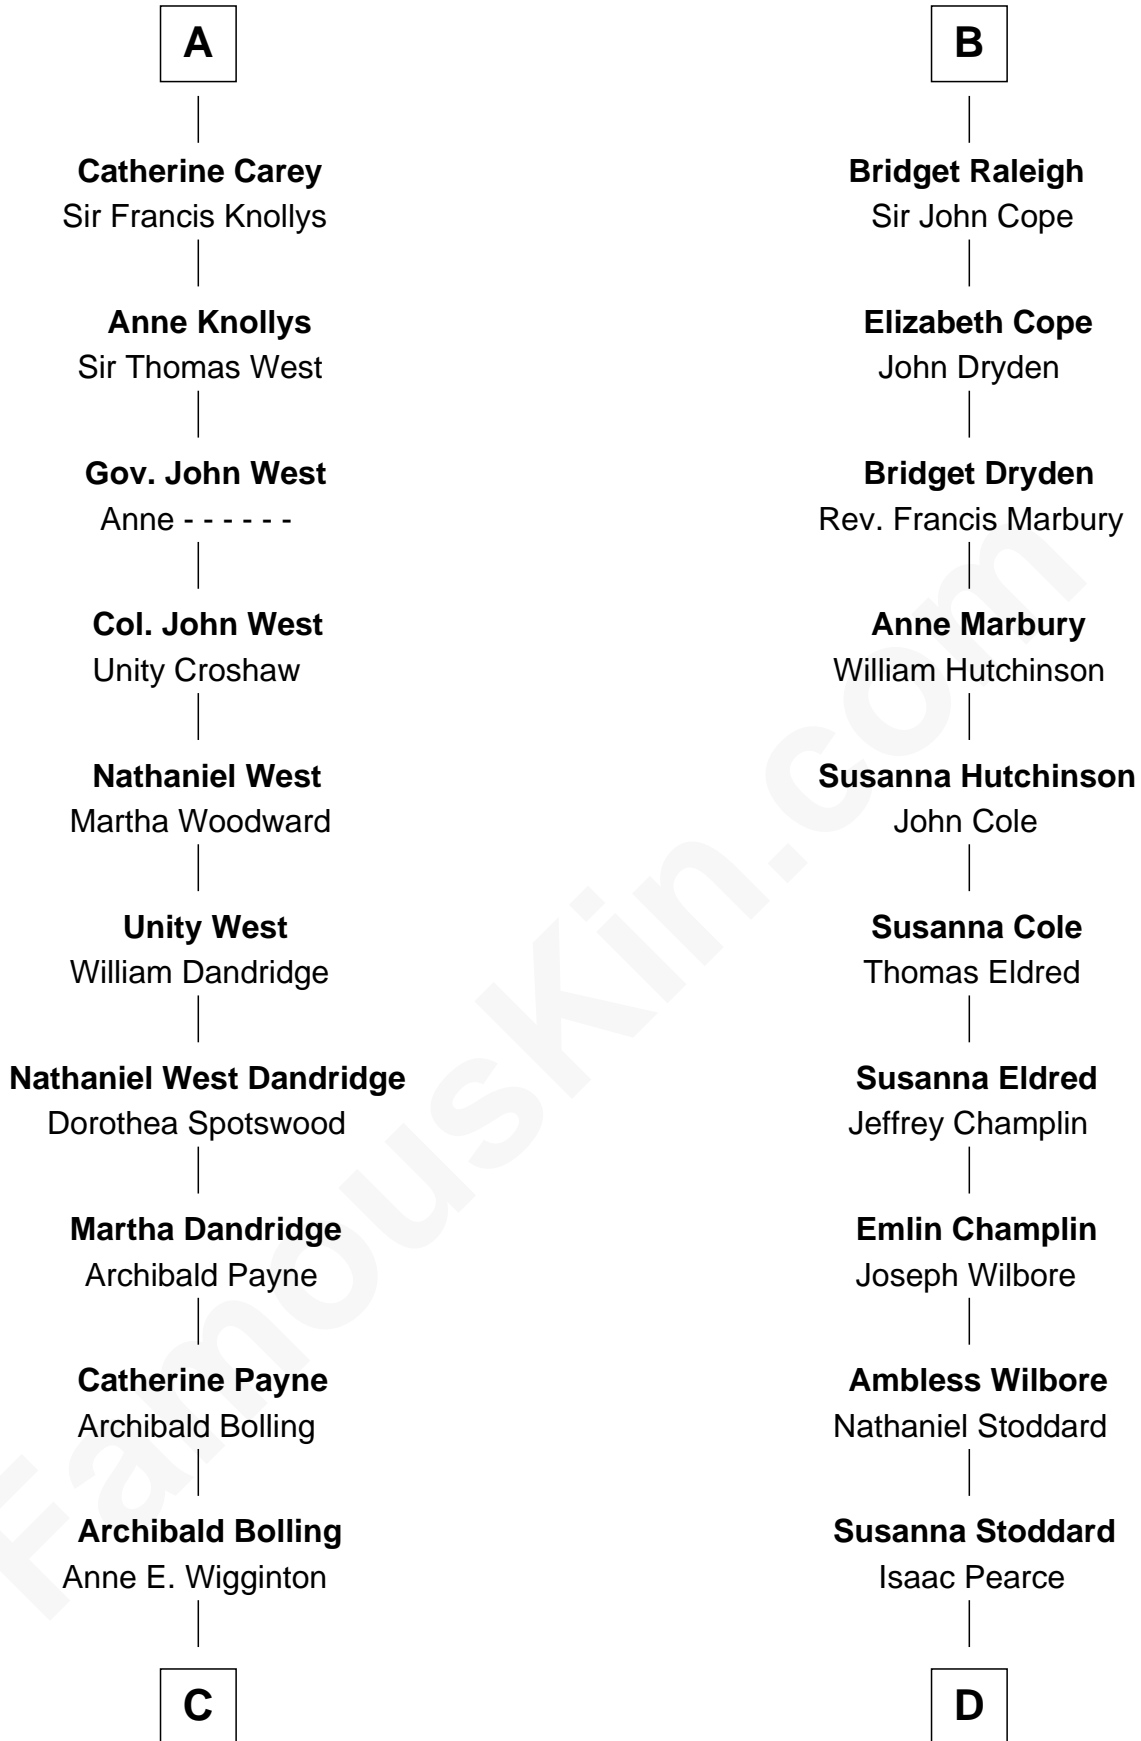 A
Catherine Carey
Sir Francis Knollys
Anne Knollys
Sir Thomas West
Gov. John West
Anne - - - - - -
Col. John West
Unity Croshaw
Nathaniel West
Martha Woodward
Unity West
William Dandridge
Nathaniel West Dandridge
Dorothea Spotswood
Martha Dandridge
Archibald Payne
Catherine Payne
Archibald Bolling
Archibald Bolling
Anne E. Wigginton
C
B
Bridget Raleigh
Sir John Cope
Elizabeth Cope
John Dryden
Bridget Dryden
Rev. Francis Marbury
Anne Marbury
William Hutchinson
Susanna Hutchinson
John Cole
Susanna Cole
Thomas Eldred
Susanna Eldred
Jeffrey Champlin
Emlin Champlin
Joseph Wilbore
Ambless Wilbore
Nathaniel Stoddard
Susanna Stoddard
Isaac Pearce
D
FamousKin.com